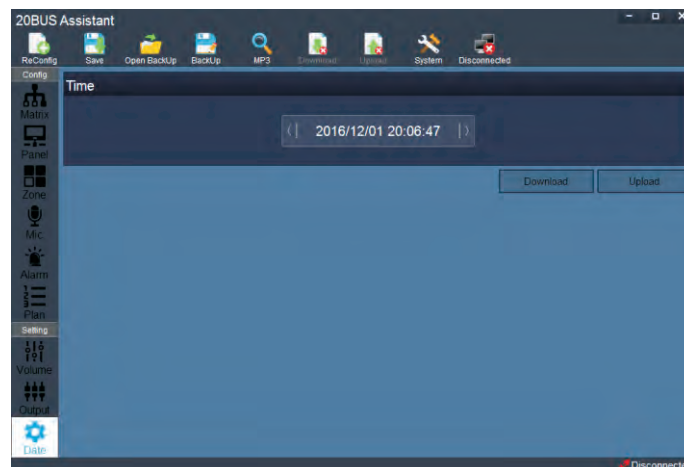 20BUS Assistant
ReConfig Save Open BackUp BackUp MP3 Download Upload System Disconnected
Config
Time
Matrix
2016/12/01 20:06:47
Panel
Download Upload
Zone
Mic
Alarm
Plan
Setting
Volume
Output
Date
Disconnecte